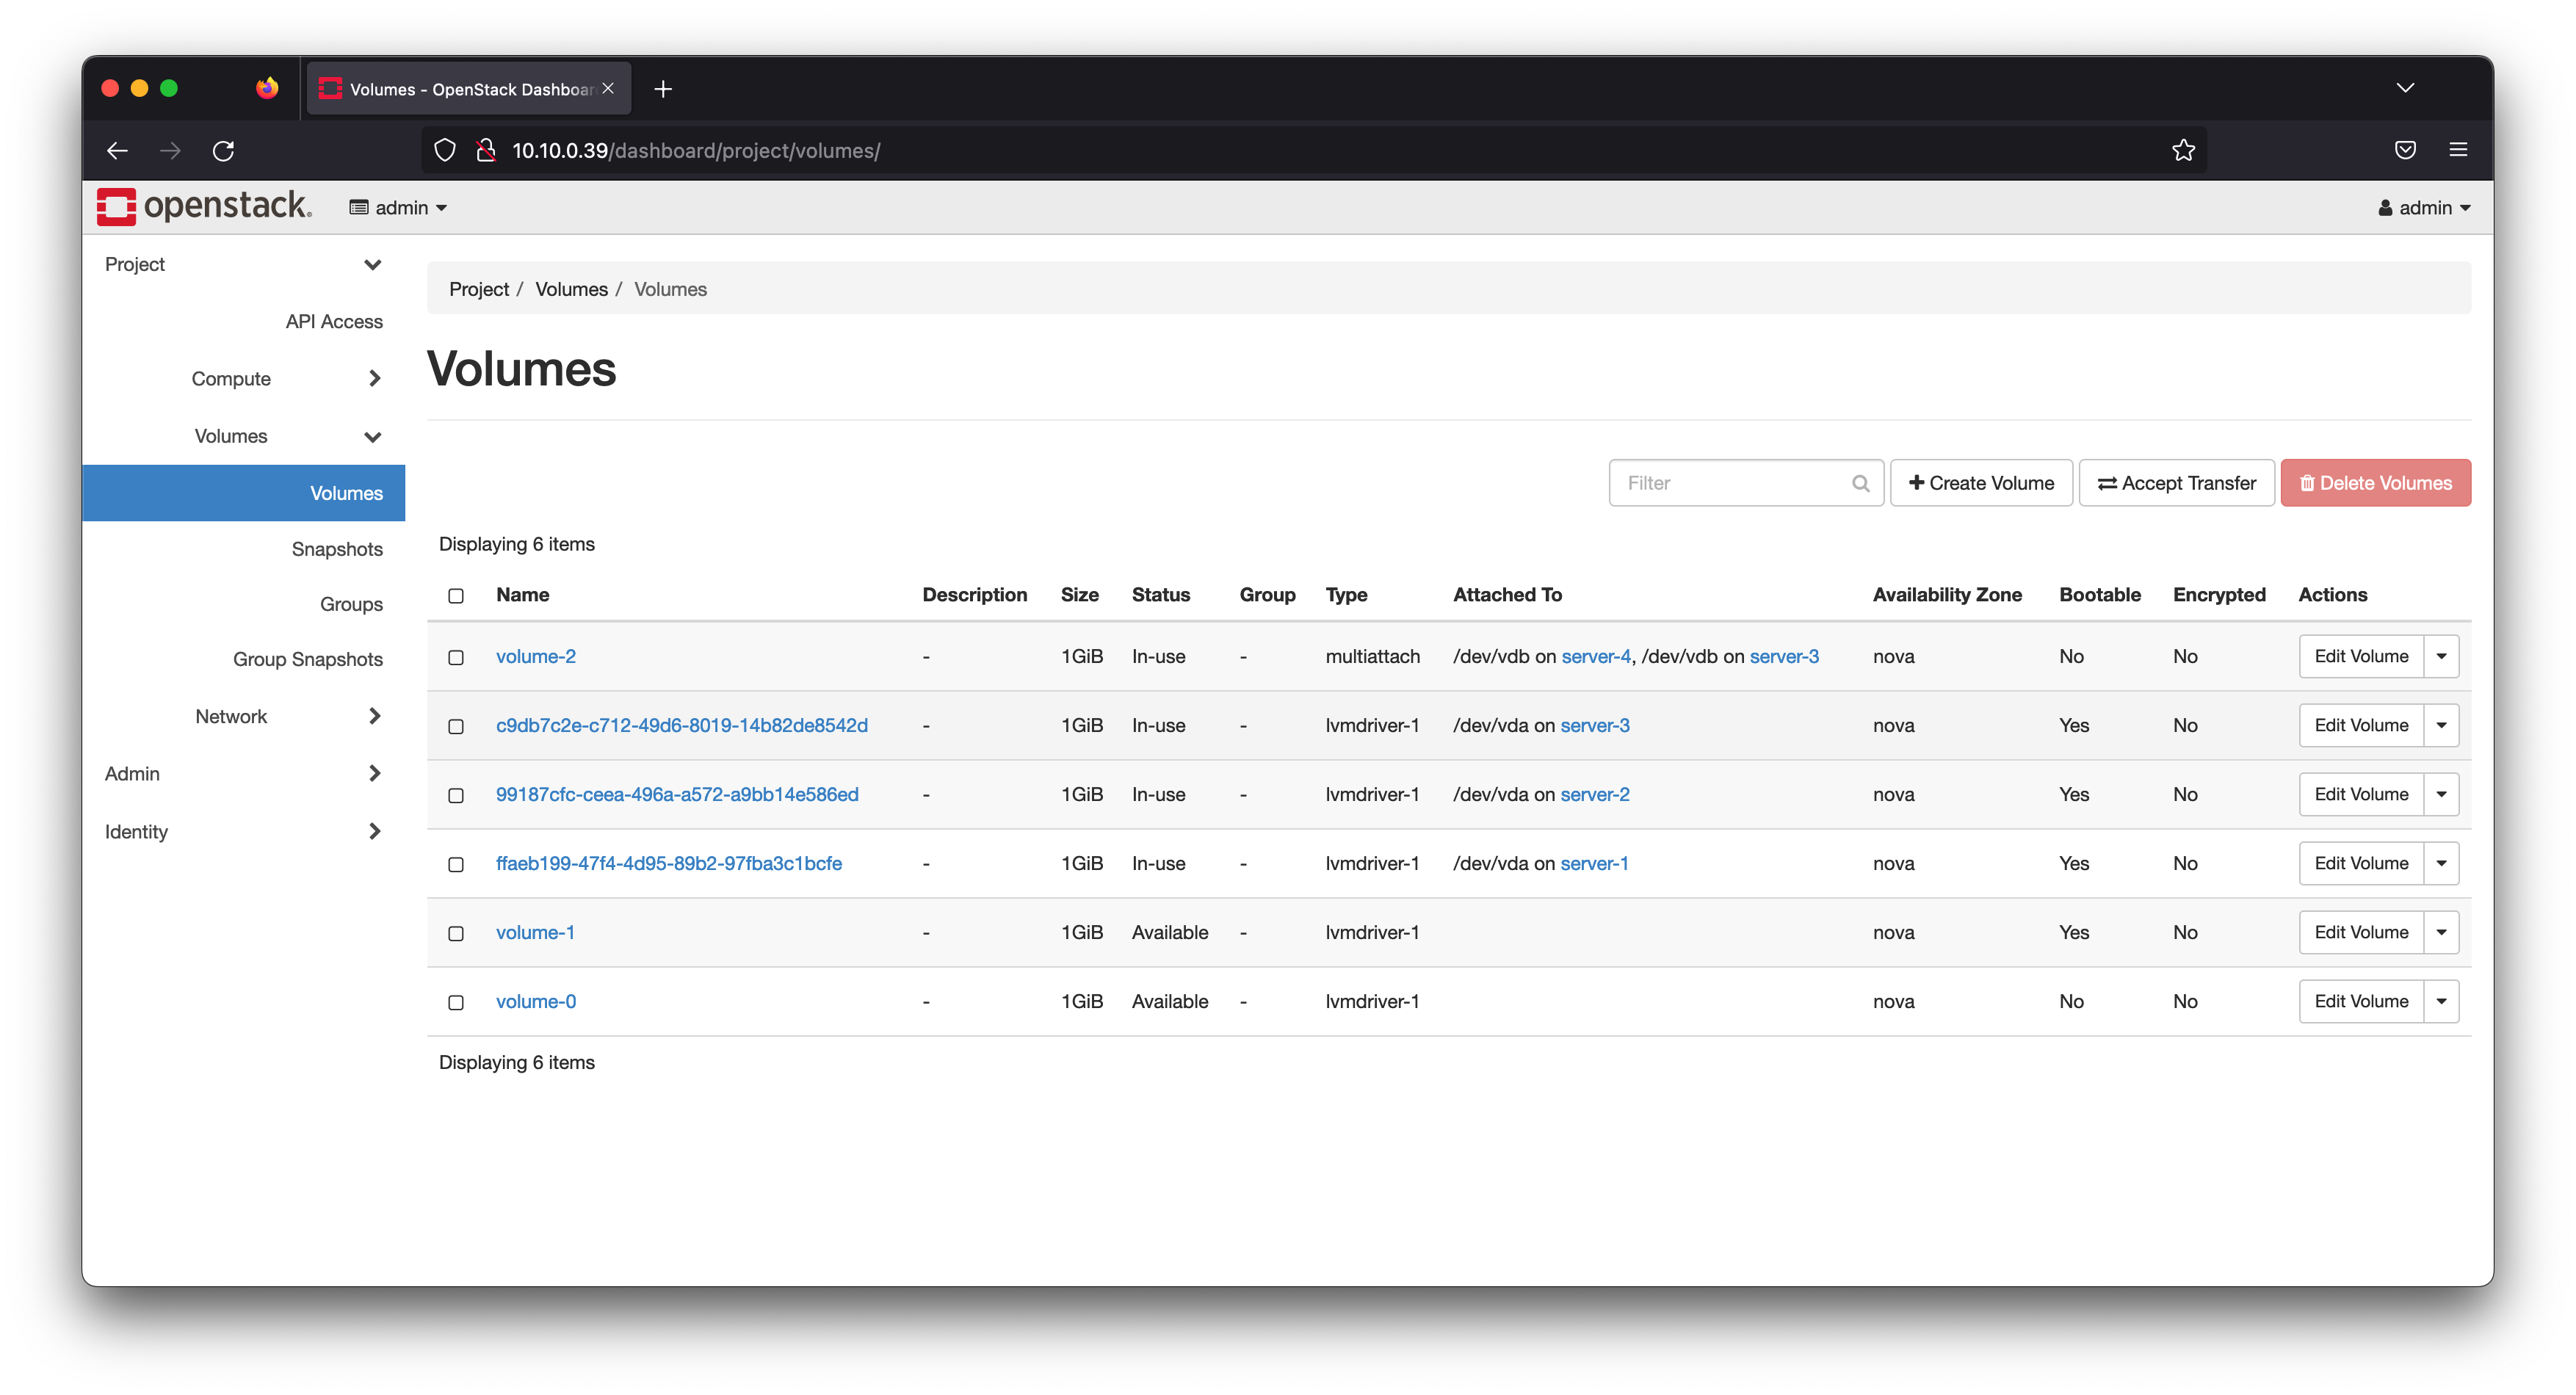 Volumes - OpenStack Dashboar
10.10.0.39/dashboard/project/volumes/
openstack.
admin
admin
Project
API Access
Compute
Volumes
Volumes
Snapshots
Groups
Group Snapshots
Network
Admin
Identity
Project / Volumes / Volumes
Volumes
Filter
Create Volume
Accept Transfer
Delete Volumes
Displaying 6 items
Name Description Size Status Group Type Attached To Availability Zone Bootable Encrypted Actions
volume-2 - 1GiB In-use - multiattach /dev/vdb on server-4, /dev/vdb on server-3 nova No No Edit Volume
c9db7c2e-c712-49d6-8019-14b82de8542d - 1GiB In-use - lvmdriver-1 /dev/vda on server-3 nova Yes No Edit Volume
99187cfc-ceea-496a-a572-a9bb14e586ed - 1GiB In-use - lvmdriver-1 /dev/vda on server-2 nova Yes No Edit Volume
ffaeb199-47f4-4d95-89b2-97fba3c1bcfe - 1GiB In-use - lvmdriver-1 /dev/vda on server-1 nova Yes No Edit Volume
volume-1 - 1GiB Available - lvmdriver-1 nova Yes No Edit Volume
volume-0 - 1GiB Available - lvmdriver-1 nova No No Edit Volume
Displaying 6 items